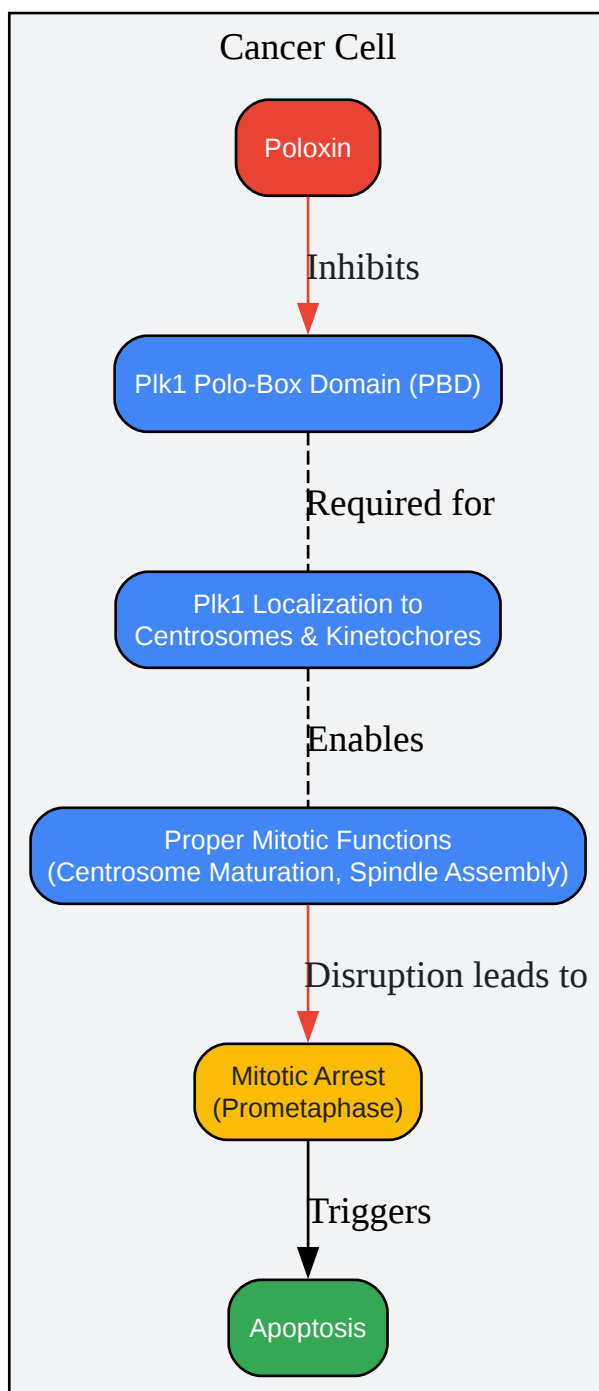 Cancer Cell
Poloxin
Inhibits
Plk1 Polo-Box Domain (PBD)
Required for
Plk1 Localization to
Centrosomes & Kinetochores
Enables
Proper Mitotic Functions
(Centrosome Maturation, Spindle Assembly)
Disruption leads to
Mitotic Arrest
(Prometaphase)
Triggers
Apoptosis